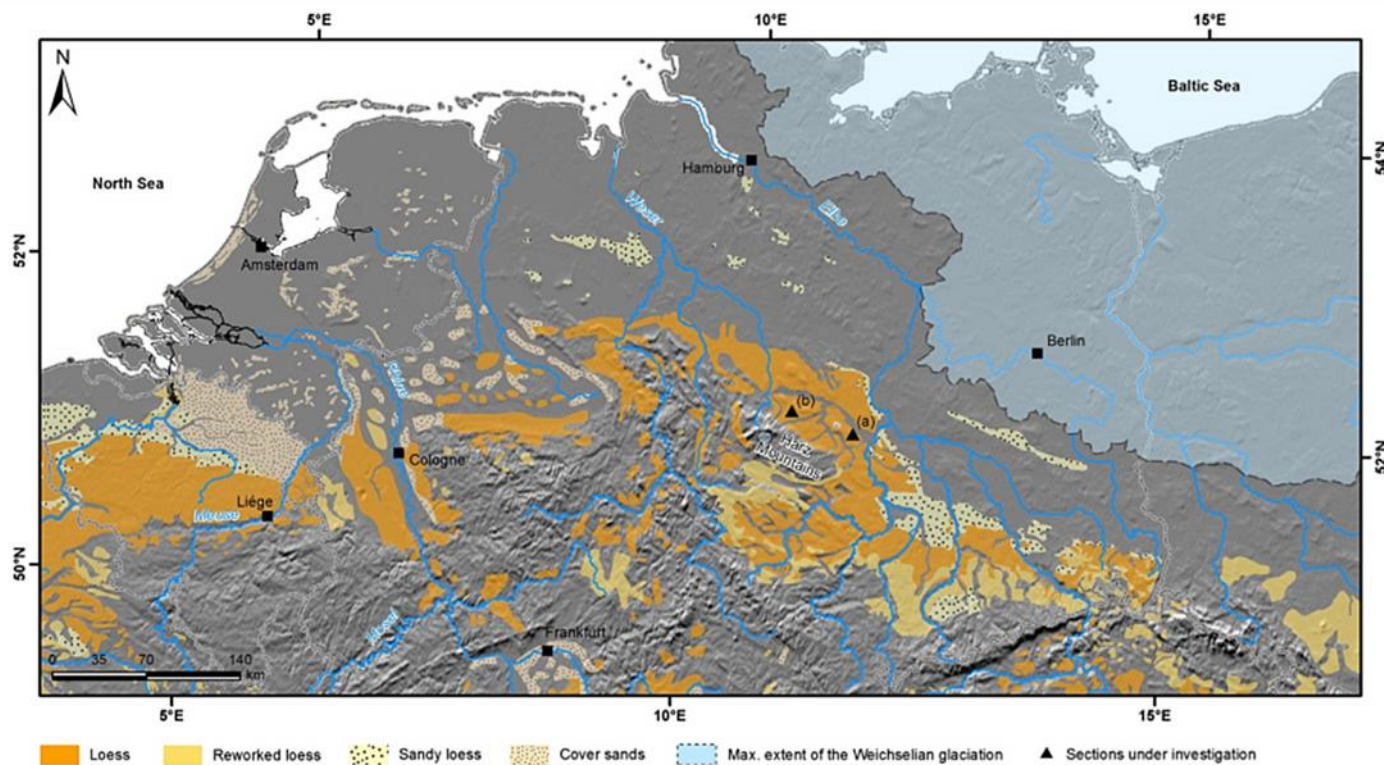 5°E 10°E 15°E
N
Baltic Sea
54°N
Hamburg
North Sea
Weser
Elbe
52°N
Amsterdam
Berlin
Rhine
(b)
(a)
Harz
Mountains
52°N
Cologne
Liége
Meuse
50°N
Mosel
Frankfurt
0 35 70 140
km
5°E 10°E 15°E
Loess Reworked loess Sandy loess Cover sands Max. extent of the Weichselian glaciation Sections under investigation